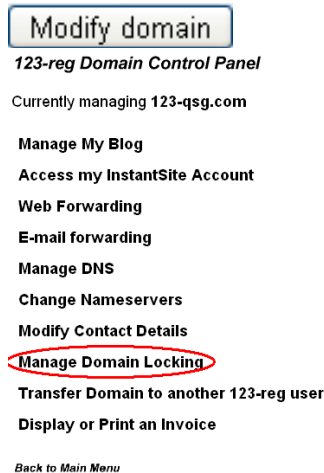 Modify domain
123-reg Domain Control Panel
Currently managing 123-qsg.com
Manage My Blog
Access my InstantSite Account
Web Forwarding
E-mail forwarding
Manage DNS
Change Nameservers
Modify Contact Details
Manage Domain Locking
Transfer Domain to another 123-reg user
Display or Print an Invoice
Back to Main Menu